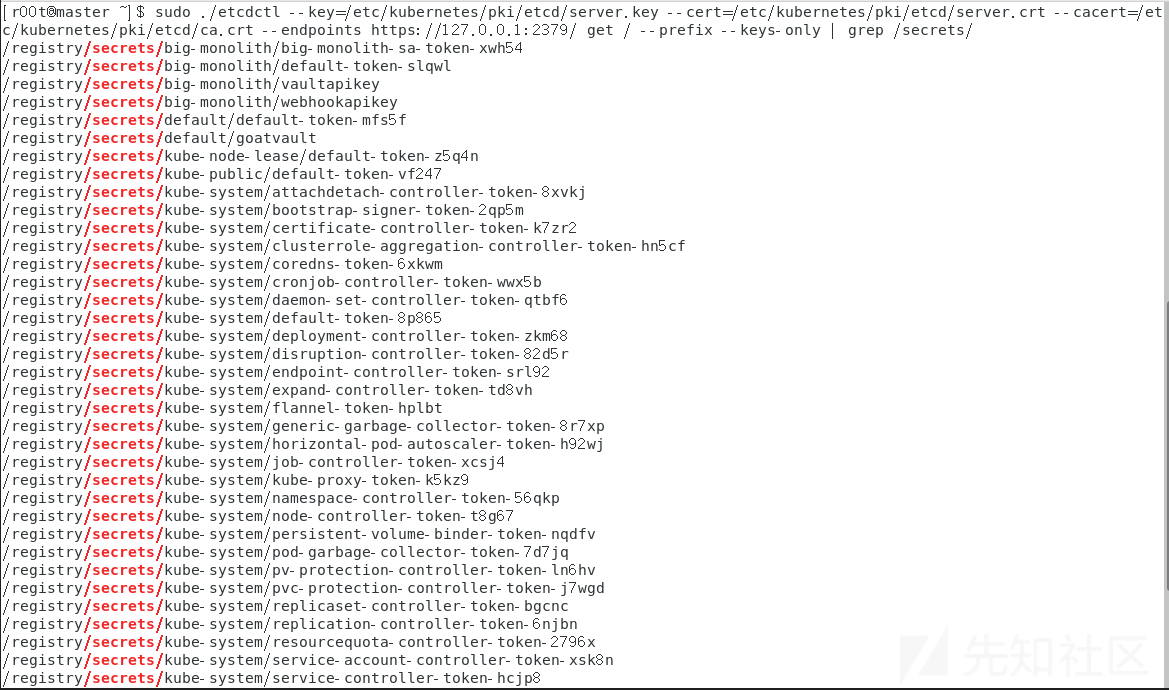 [r00t@master ~]$ sudo ./etcdctl --key=/etc/kubernetes/pki/etcd/server.key --cert=/etc/kubernetes/pki/etcd/server.crt --cacert=/et
c/kubernetes/pki/etcd/ca.crt --endpoints https://127.0.0.1:2379/ get / --prefix --keys-only | grep /secrets/
/registry/secrets/big-monolith/big-monolith-sa-token-xwh54
/registry/secrets/big-monolith/default-token-slqwl
/registry/secrets/big-monolith/vaultapikey
/registry/secrets/big-monolith/webhookapikey
/registry/secrets/default/default-token-mfs5f
/registry/secrets/default/goatvault
/registry/secrets/kube-node-lease/default-token-z5q4n
/registry/secrets/kube-public/default-token-vf247
/registry/secrets/kube-system/attachdetach-controller-token-8xvkj
/registry/secrets/kube-system/bootstrap-signer-token-2qp5m
/registry/secrets/kube-system/certificate-controller-token-k7zr2
/registry/secrets/kube-system/clusterrole-aggregation-controller-token-hn5cf
/registry/secrets/kube-system/coredns-token-6xkwm
/registry/secrets/kube-system/cronjob-controller-token-wwx5b
/registry/secrets/kube-system/daemon-set-controller-token-qtbf6
/registry/secrets/kube-system/default-token-8p865
/registry/secrets/kube-system/deployment-controller-token-zkm68
/registry/secrets/kube-system/disruption-controller-token-82d5r
/registry/secrets/kube-system/endpoint-controller-token-srl92
/registry/secrets/kube-system/expand-controller-token-td8vh
/registry/secrets/kube-system/flannel-token-hplbt
/registry/secrets/kube-system/generic-garbage-collector-token-8r7xp
/registry/secrets/kube-system/horizontal-pod-autoscaler-token-h92wj
/registry/secrets/kube-system/job-controller-token-xcsj4
/registry/secrets/kube-system/kube-proxy-token-k5kz9
/registry/secrets/kube-system/namespace-controller-token-56qkp
/registry/secrets/kube-system/node-controller-token-t8g67
/registry/secrets/kube-system/persistent-volume-binder-token-nqdfv
/registry/secrets/kube-system/pod-garbage-collector-token-7d7jq
/registry/secrets/kube-system/pv-protection-controller-token-ln6hv
/registry/secrets/kube-system/pvc-protection-controller-token-j7wgd
/registry/secrets/kube-system/replicaset-controller-token-bgcnc
/registry/secrets/kube-system/replication-controller-token-6njbn
/registry/secrets/kube-system/resourcequota-controller-token-2796x
/registry/secrets/kube-system/service-account-controller-token-xsk8n
/registry/secrets/kube-system/service-controller-token-hcjp8
先知社区